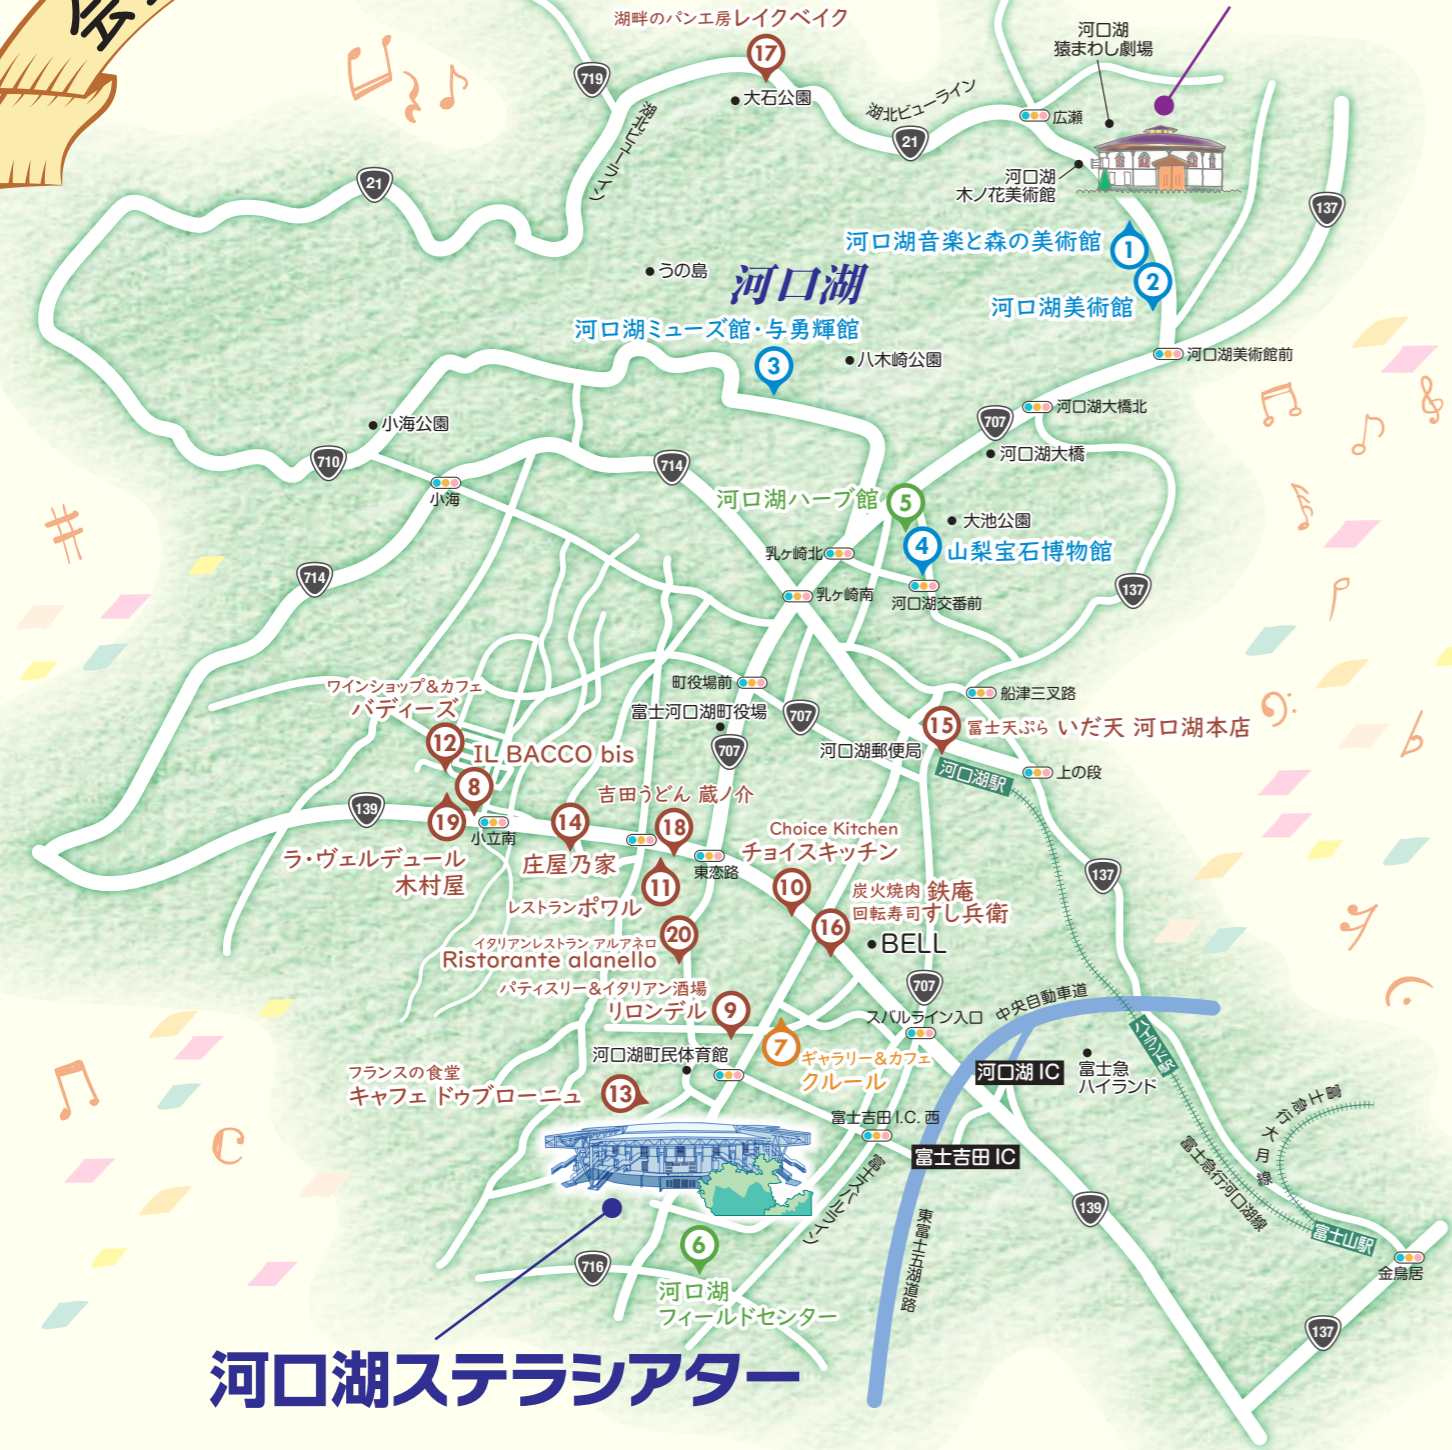 湖畔のパン工房レイクベイク
17
719
大石公園
湖北ビューライン
湖北ビューライン
21
河口湖
猿まわし劇場
広瀬
河口湖
木ノ花美術館
137
21
河口湖音楽と森の美術館
1
2
河口湖美術館
うの島
河口湖
河口湖ミューズ館・与勇輝館
3
八木崎公園
河口湖美術館前
河口湖大橋北
707
河口湖大橋
小海公園
710
714
小海
河口湖ハーブ館
5
大池公園
4
山梨宝石博物館
乳ヶ崎北
乳ヶ崎南
河口湖交番前
714
137
町役場前
船津三叉路
富士河口湖町役場
707
707
河口湖郵便局
15
富士天ぷら いだ天 河口湖本店
河口湖駅
上の段
ワインショップ&カフェ
バディーズ
12
IL BACCO bis
8
139
19
小立南
ラ・ヴェルデュール
木村屋
14
庄屋乃家
吉田うどん 蔵ノ介
18
東恋路
11
レストランポワル
Choice Kitchen
チョイスキッチン
10
炭火焼肉 鉄庵
回転寿司すし兵衛
16
BELL
137
20
イタリアンレストラン アルアネロ
Ristorante alanello
パティスリー&イタリアン酒場
リロンデル
9
707
スバルライン入口
中央自動車道
7
ギャラリー&カフェ
クルール
河口湖町民体育館
フランスの食堂
キャフェ ドゥブローニュ
13
河口湖 IC
富士急
ハイランド
ハイランド駅
富士吉田 I.C. 西
富士吉田 IC
富士スバルライン
東富士五湖道路
富士急行大月線
富士急行河口湖線
富士山駅
139
金鳥居
137
6
河口湖
フィールドセンター
716
河口湖ステラシアター